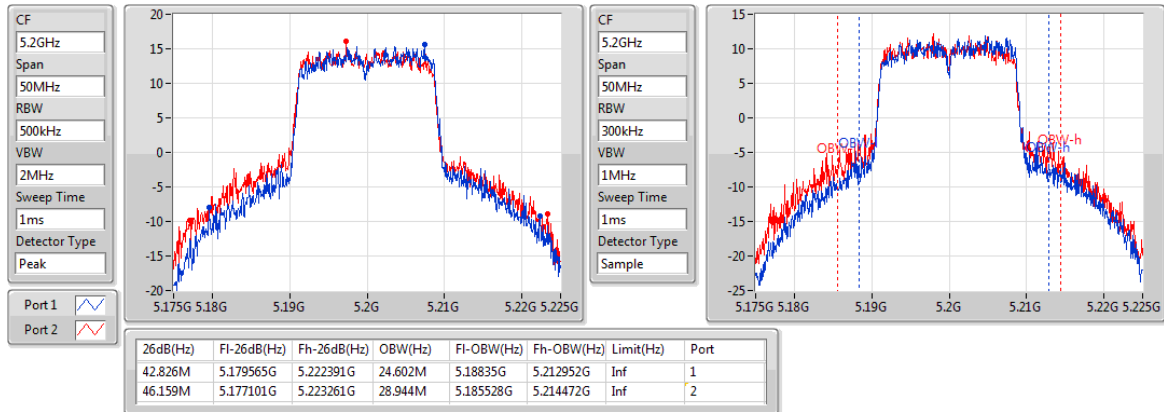 CF
5.2GHz
Span
50MHz
RBW
500kHz
VBW
2MHz
Sweep Time
1ms
Detector Type
Peak
Port 1
Port 2
20
15
10
5
0
-5
-10
-15
-20
5.175G 5.18G 5.19G 5.2G 5.21G 5.22G 5.225G
CF
5.2GHz
Span
50MHz
RBW
300kHz
VBW
1MHz
Sweep Time
1ms
Detector Type
Sample
15
10
5
0
-5
-10
-15
-20
-25
OBW-h
5.175G 5.18G 5.19G 5.2G 5.21G 5.22G 5.225G
26dB(Hz) Fl-26dB(Hz) Fh-26dB(Hz) OBW(Hz) Fl-OBW(Hz) Fh-OBW(Hz) Limit(Hz) Port
42.826M 5.179565G 5.222391G 24.602M 5.18835G 5.212952G Inf 1
46.159M 5.177101G 5.223261G 28.944M 5.185528G 5.214472G Inf 2